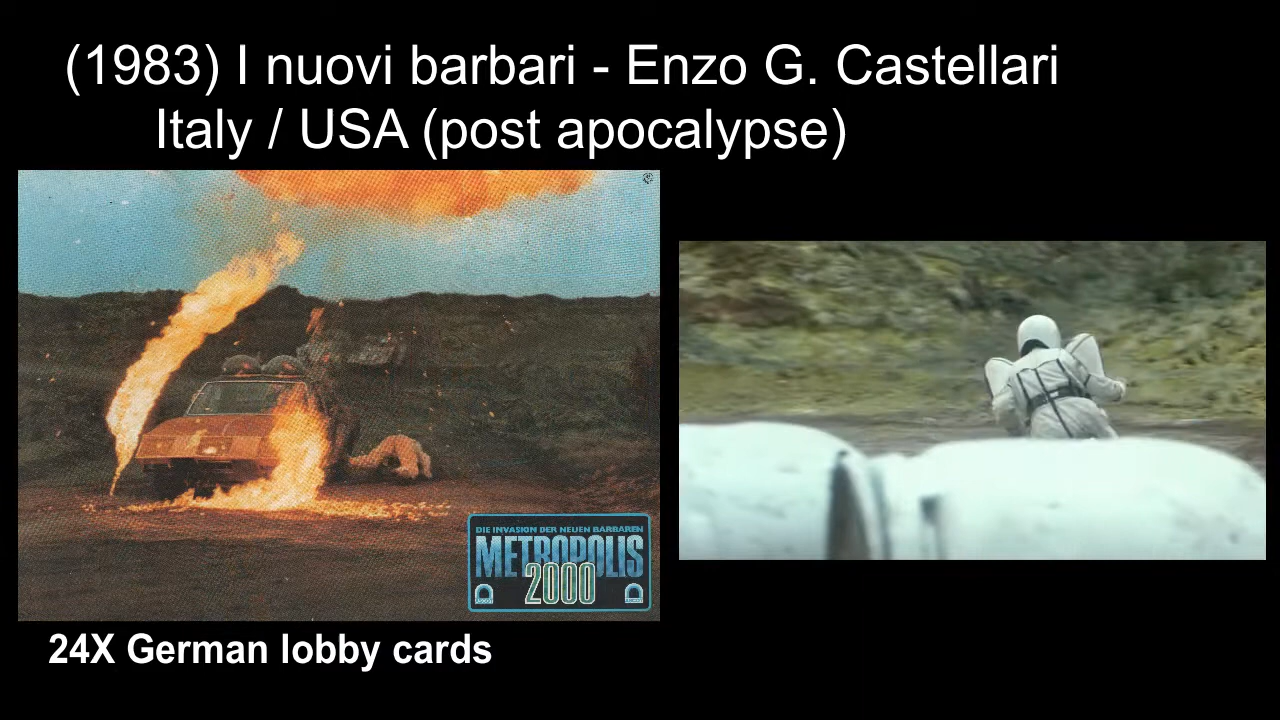 (1983) I nuovi barbari - Enzo G. Castellari
Italy / USA (post apocalypse)
DIE INVASION DER NEUEN BARBAREN
METROPOLIS
2000
24X German lobby cards